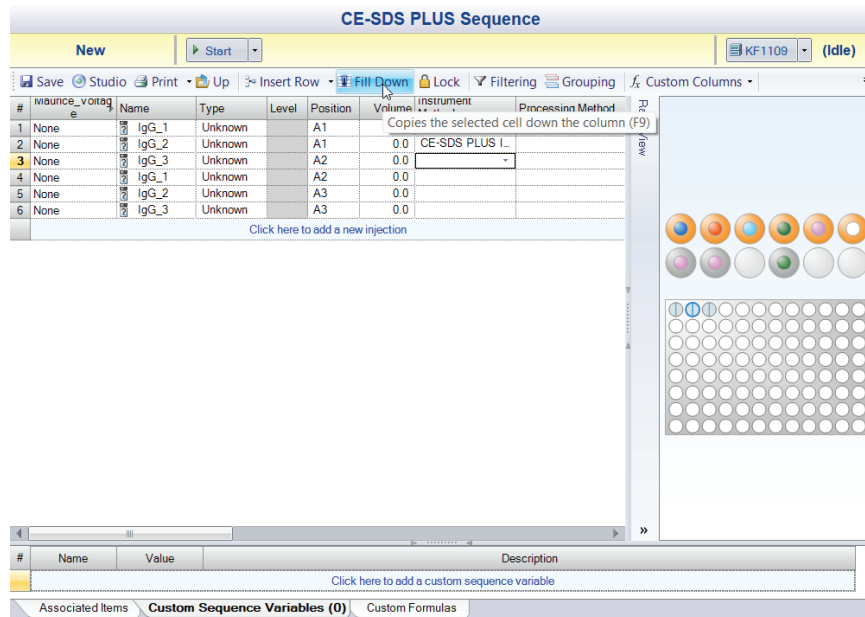 CE-SDS PLUS Sequence
New Start KF1109 (Idle)
Save Studio Print Up Insert Row Fill Down Lock Filtering Grouping fx Custom Columns
# Maurice_Voltag e Name Type Level Position Volume Instrument Processing Method
Copies the selected cell down the column (F9)
1 None ? IgG_1 Unknown A1
2 None ? IgG_2 Unknown A1 0.0 CE-SDS PLUS I...
3 None ? IgG_3 Unknown A2 0.0
4 None ? IgG_1 Unknown A2 0.0
5 None ? IgG_2 Unknown A3 0.0
6 None ? IgG_3 Unknown A3 0.0
Click here to add a new injection
»
# Name Value Description
Click here to add a custom sequence variable
Associated Items Custom Sequence Variables (0) Custom Formulas